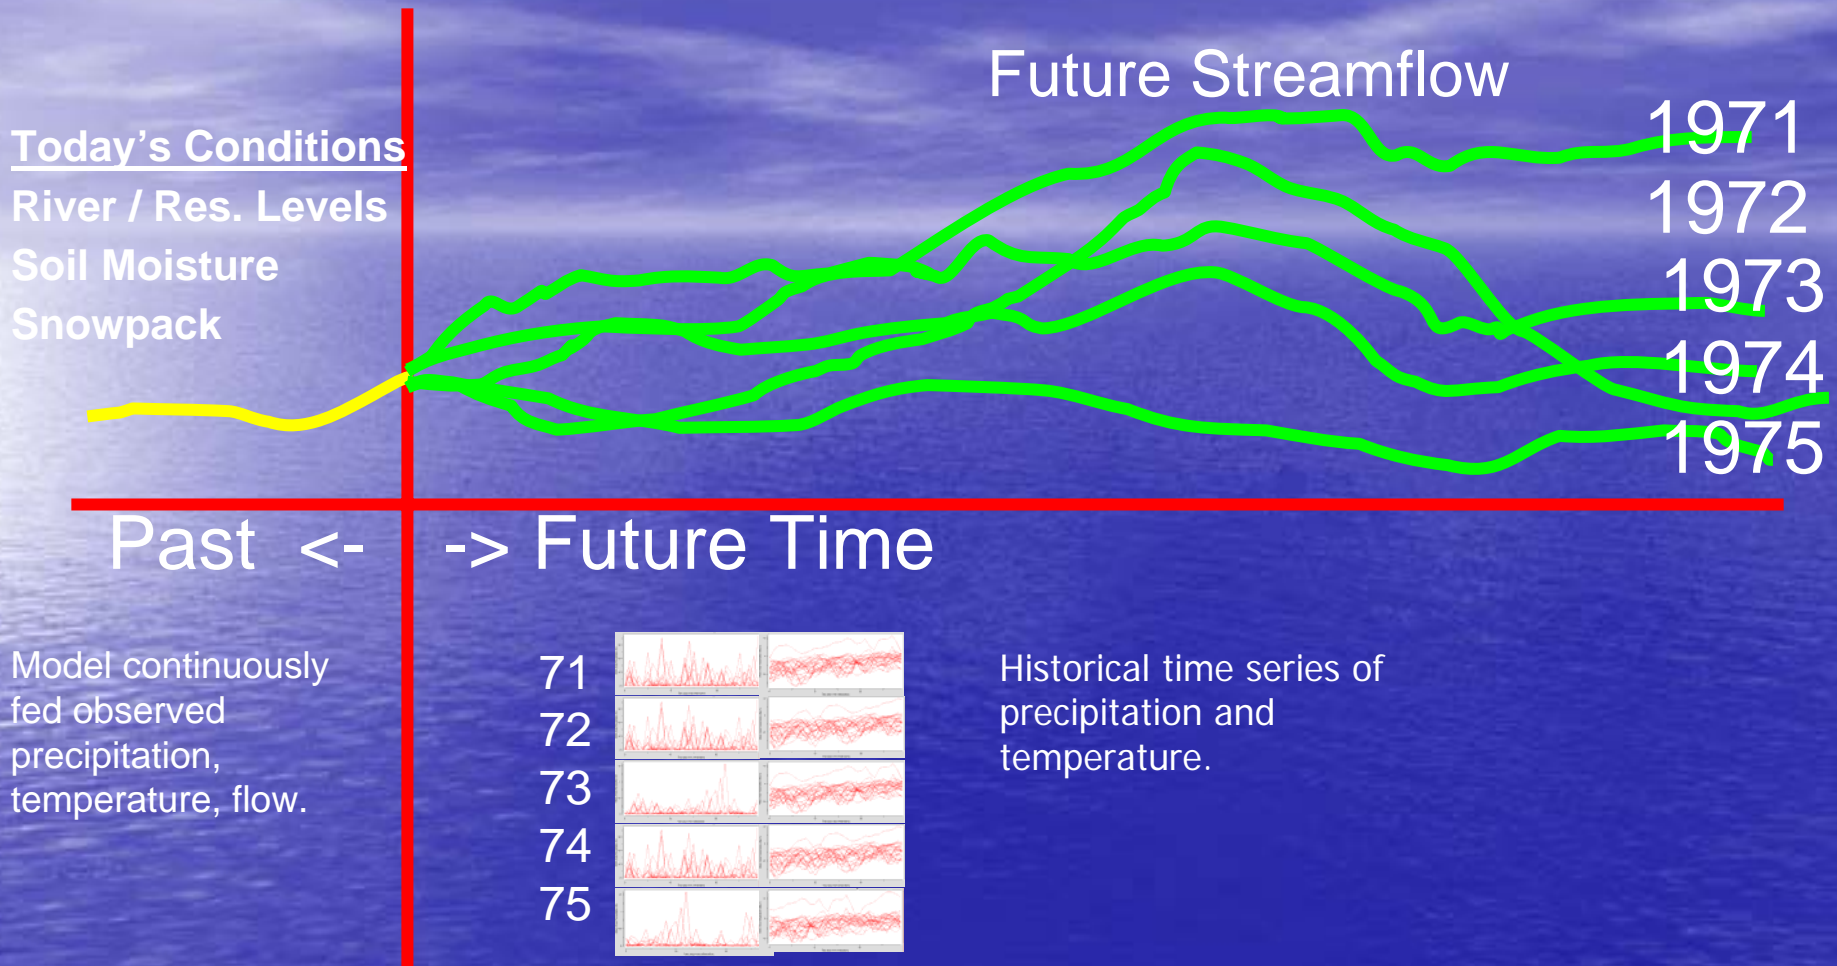 Future Streamflow
Today's Conditions
River / Res. Levels
Soil Moisture
Snowpack
1971
1972
1973
1974
1975
Past <- -> Future Time
Model continuously
fed observed
precipitation,
temperature, flow.
71
72
73
74
75
Historical time series of
precipitation and
temperature.